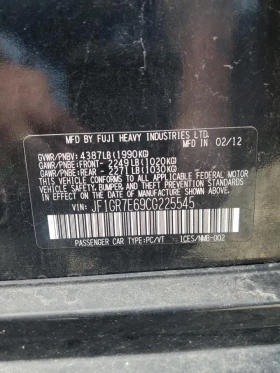 MFD. BY FUJI HEAVY INDUSTRIES LTD.
MFD. IN JAPAN 02/12
GVWR/PNBV: 4387LB(1990KG)
GAWR/PNBE:FRONT- 2249LB(1020KG)
GAWR/PNBE:REAR - 2271LB(1030KG)
THIS VEHICLE CONFORMS TO ALL APPLICABLE FEDERAL MOTOR VEHICLE
SAFETY, BUMPER, AND THEFT PREVENTION STANDARDS
IN EFFECT ON THE DATE OF MANUFACTURE SHOWN ABOVE.
VIN: JF1GR7E69CG225545
PASSENGER CAR TYPE:PC/VT ICES/NMB-002